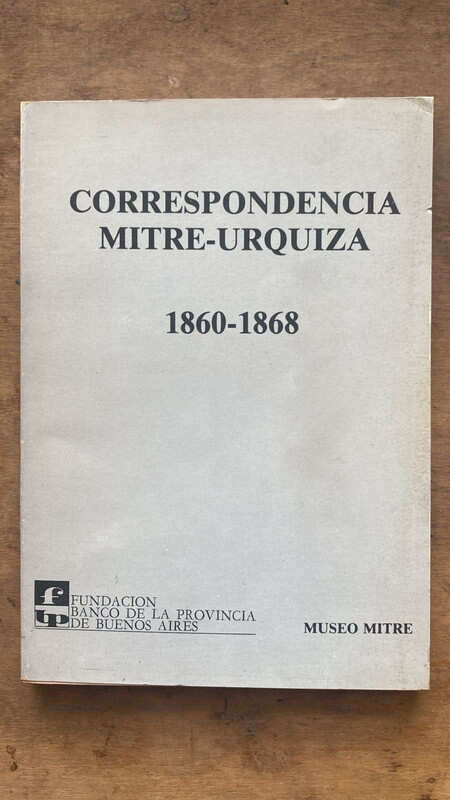 CORRESPONDENCIA
MITRE-URQUIZA
1860-1868
FUNDACION
BANCO DE LA PROVINCIA
DE BUENOS AIRES
MUSEO MITRE